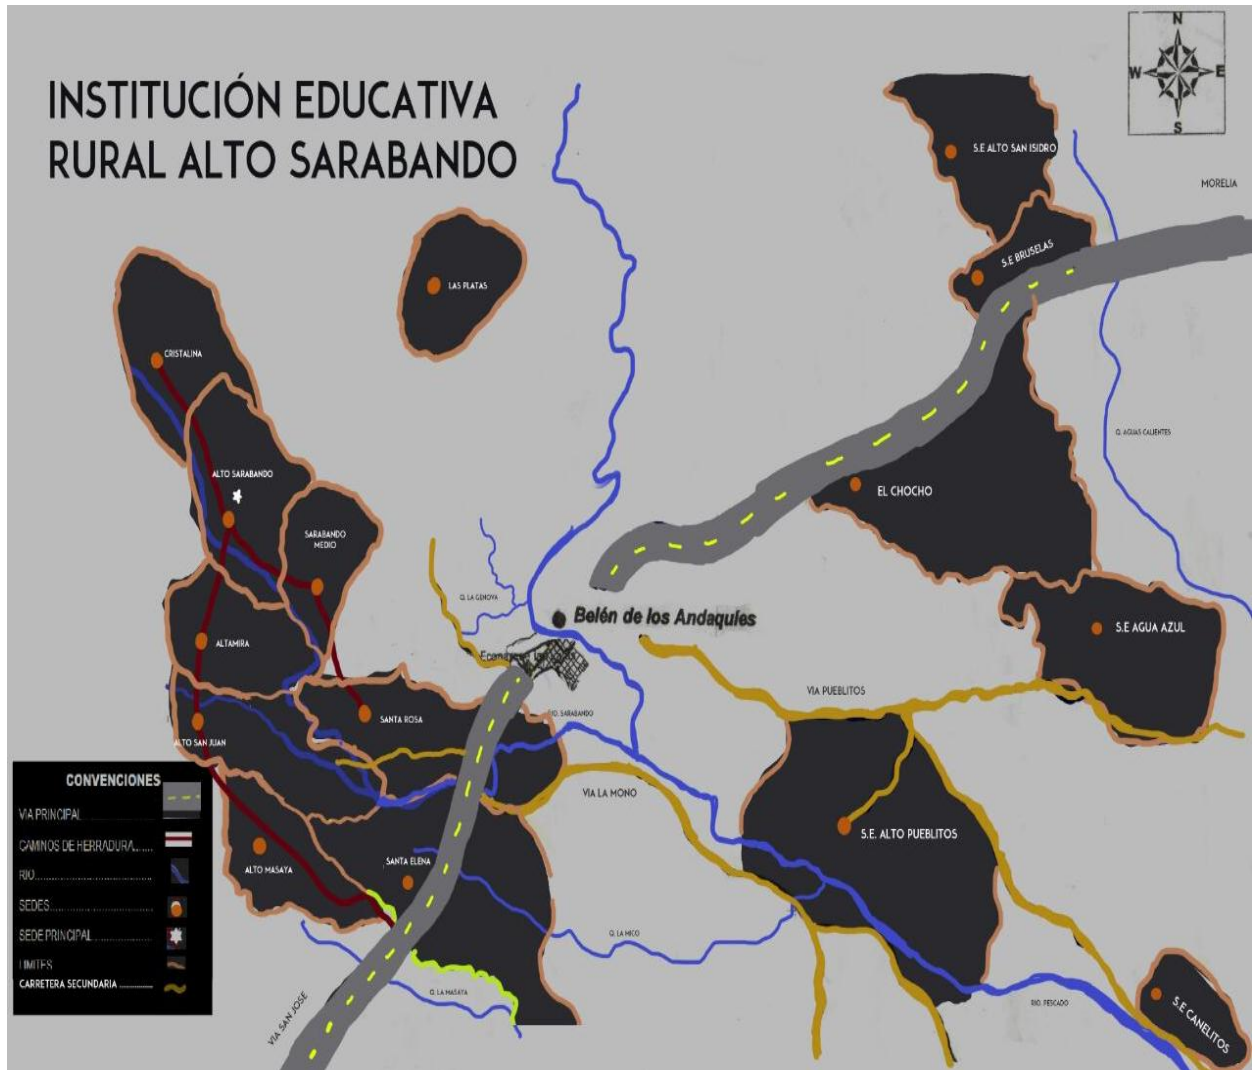 INSTITUCIÓN EDUCATIVA
RURAL ALTO SARABANDO
N
W E
S
S.E ALTO SAN ISIDRO
MORELIA
S.E BRUSELAS
LAS PLATAS
CRISTALINA
Q. AGUAS CALIENTES
ALTO SARABANDO
EL CHOCHO
SARABANDO
MEDIO
Q. LA GENOVA
Belén de los Andaquíes
S.E AGUA AZUL
ALTAMIRA
VIA PUEBLITOS
SANTA ROSA
RIO. SARABANDO
ALTO SAN JUAN
VIA LA MONO
S.E. ALTO PUEBLITOS
SANTA ELENA
ALTO MASAYA
Q. LA MICO
Q. LA MASAYA
VIA SAN JOSE
RIO. PESCADO
S.E CANELITOS
CONVENCIONES
VIA PRINCIPAL
CAMINOS DE HERRADURA.......
RIO..............................
SEDES..............................
SEDE PRINCIPAL..............
LIMITES ..............
CARRETERA SECUNDARIA ..............